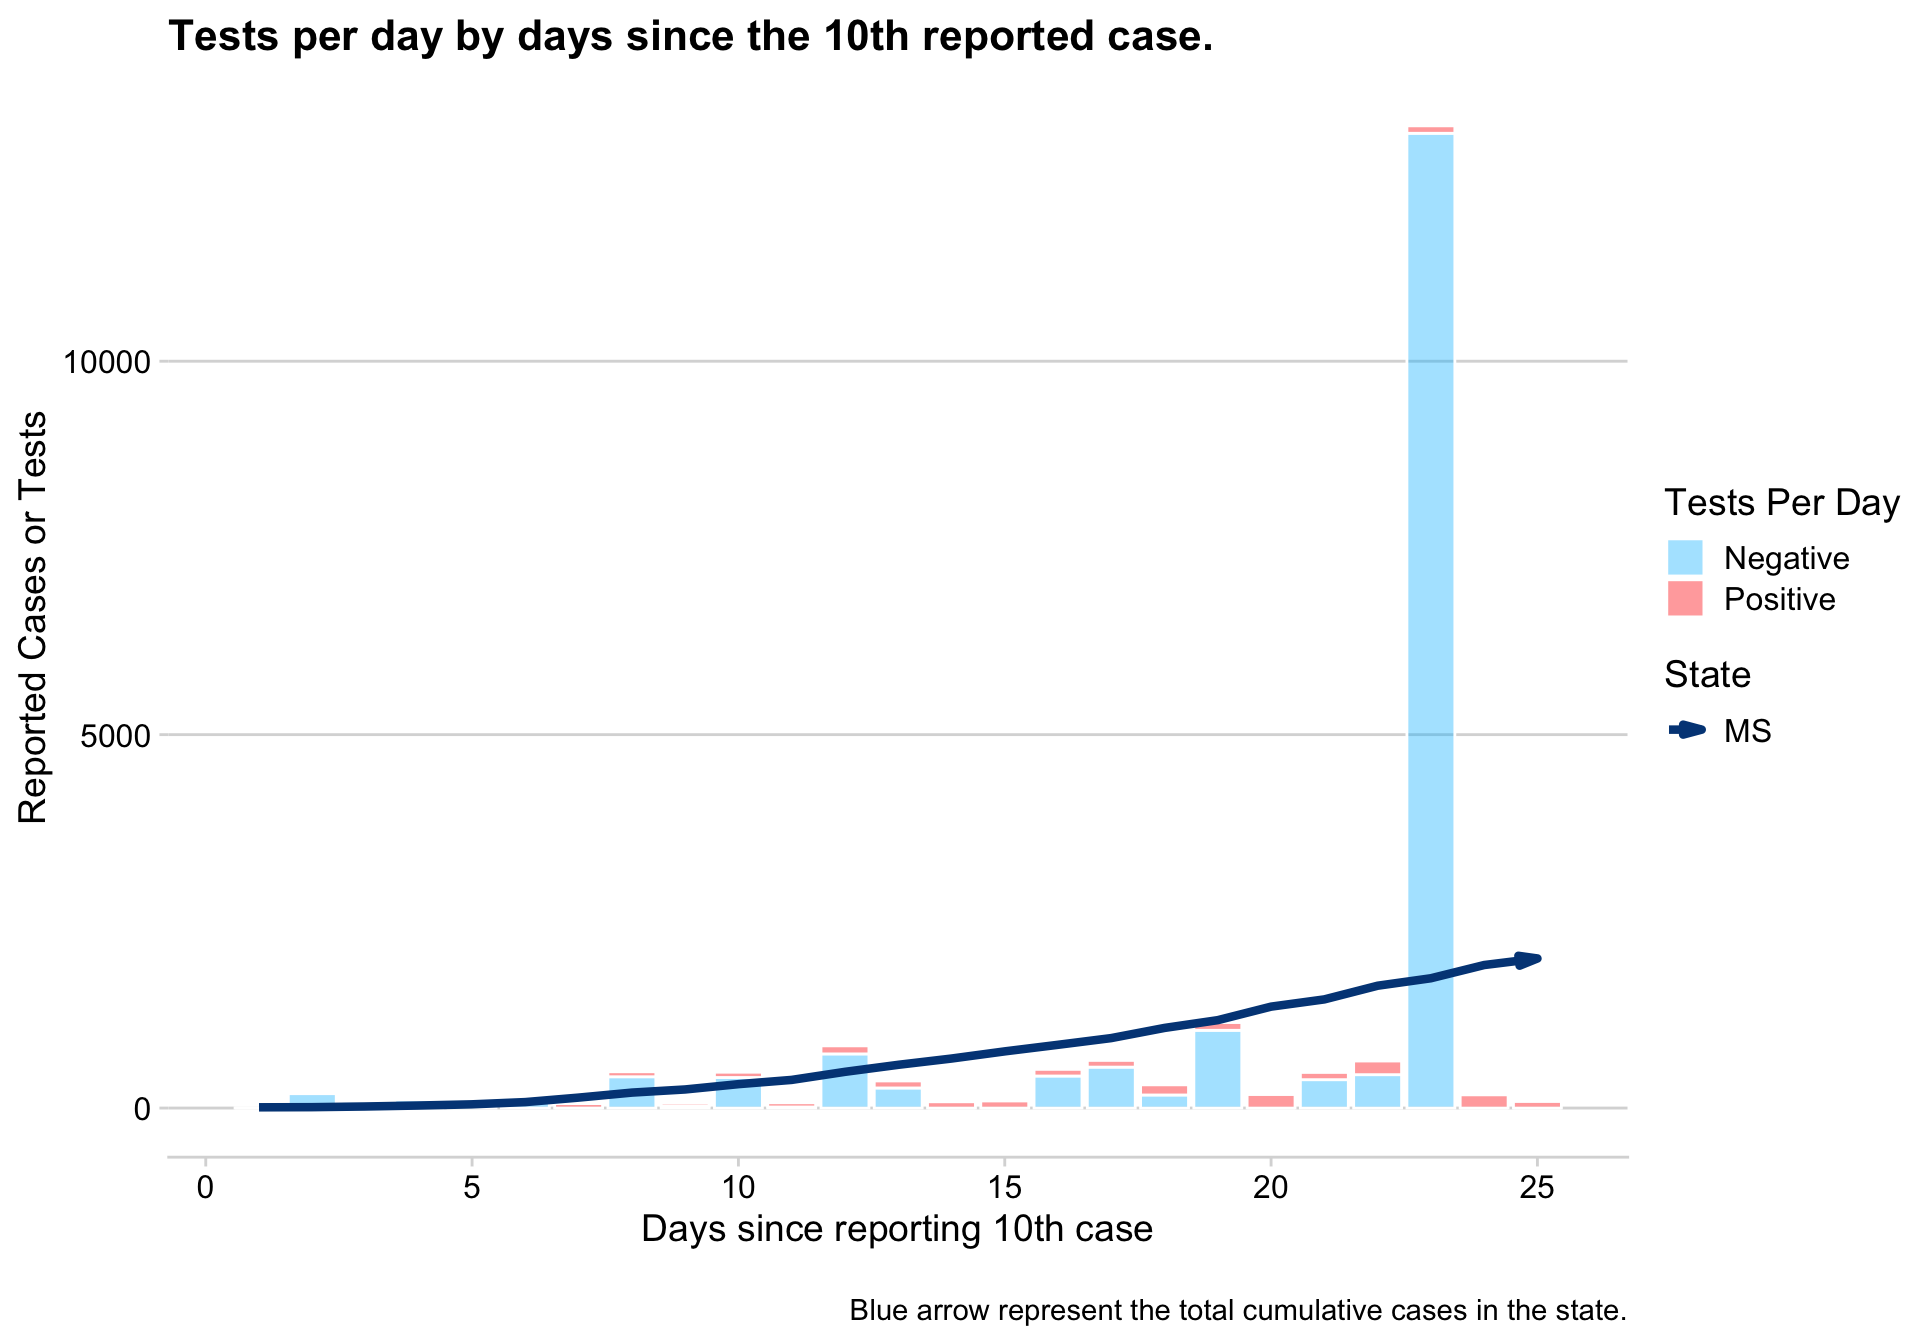 Tests per day by days since the 10th reported case.
10000
5000
0
Reported Cases or Tests
0 5 10 15 20 25
Days since reporting 10th case
Tests Per Day
Negative
Positive
State
MS
Blue arrow represent the total cumulative cases in the state.